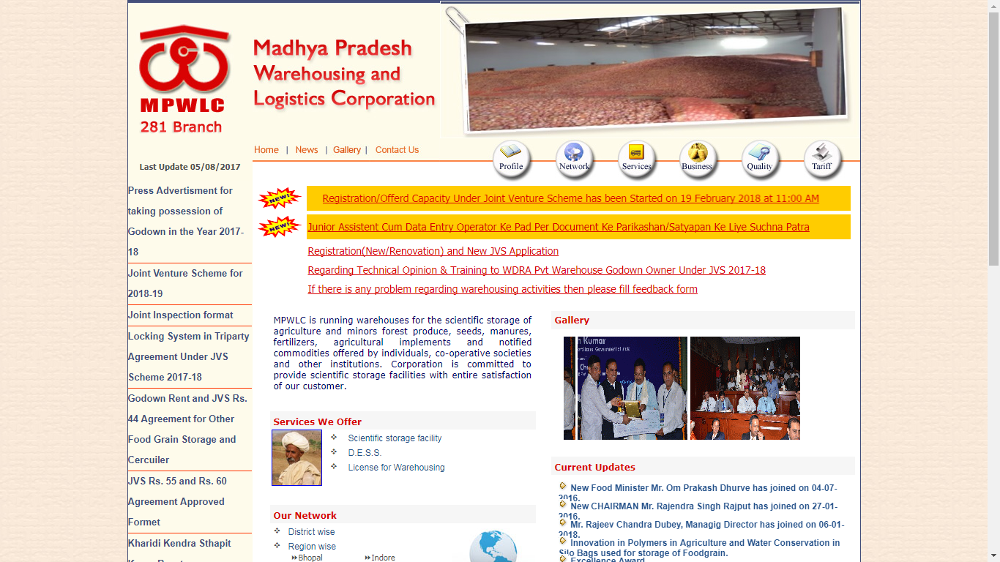 MPWLC
281 Branch
Madhya Pradesh
Warehousing and
Logistics Corporation
Home | News | Gallery | Contact Us
Profile
Network
Services
Business
Quality
Tariff
Last Update 05/08/2017
Press Advertisment for
taking possession of
Godown in the Year 2017-
18
Joint Venture Scheme for
2018-19
Joint Inspection format
Locking System in Triparty
Agreement Under JVS
Scheme 2017-18
Godown Rent and JVS Rs.
44 Agreement for Other
Food Grain Storage and
Cercuiler
JVS Rs. 55 and Rs. 60
Agreement Approved
Formet
Kharidi Kendra Sthapit
NEW!
Registration/Offerd Capacity Under Joint Venture Scheme has been Started on 19 February 2018 at 11:00 AM
NEW!
Junior Assistent Cum Data Entry Operator Ke Pad Per Document Ke Parikashan/Satyapan Ke Liye Suchna Patra
Registration(New/Renovation) and New JVS Application
Regarding Technical Opinion & Training to WDRA Pvt Warehouse Godown Owner Under JVS 2017-18
If there is any problem regarding warehousing activities then please fill feedback form
MPWLC is running warehouses for the scientific storage of
agriculture and minors forest produce, seeds, manures,
fertilizers, agricultural implements and notified
commodities offered by individuals, co-operative societies
and other institutions. Corporation is committed to
provide scientific storage facilities with entire satisfaction
of our customer.
Services We Offer
Scientific storage facility
D.E.S.S.
License for Warehousing
Our Network
District wise
Region wise
Bhopal
Indore
Gallery
Kumar
Current Updates
New Food Minister Mr. Om Prakash Dhurve has joined on 04-07-
2016.
New CHAIRMAN Mr. Rajendra Singh Rajput has joined on 27-01-
2016.
Mr. Rajeev Chandra Dubey, Managig Director has joined on 06-01-
2018.
Innovation in Polymers in Agriculture and Water Conservation in
Silo Bags used for storage of Foodgrain.
Excellence Award